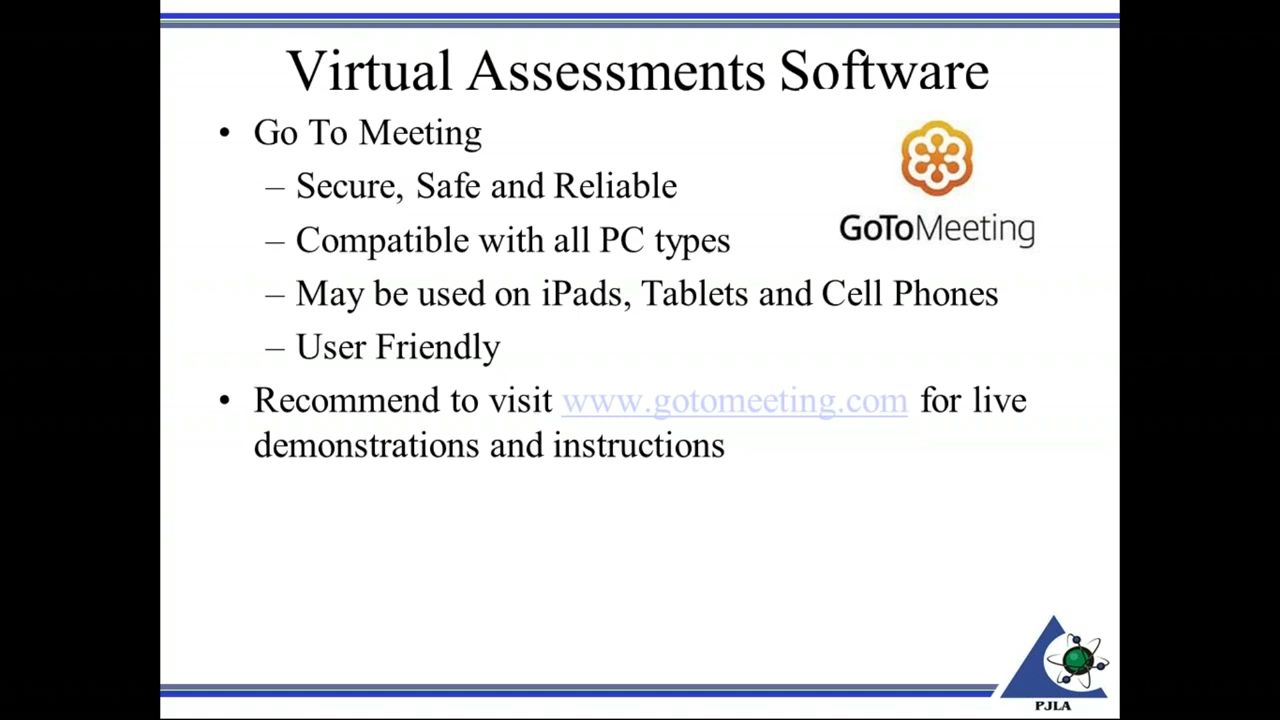 Virtual Assessments Software
• Go To Meeting
– Secure, Safe and Reliable
– Compatible with all PC types
– May be used on iPads, Tablets and Cell Phones
– User Friendly
• Recommend to visit www.gotomeeting.com for live
demonstrations and instructions
GoToMeeting
PJLA